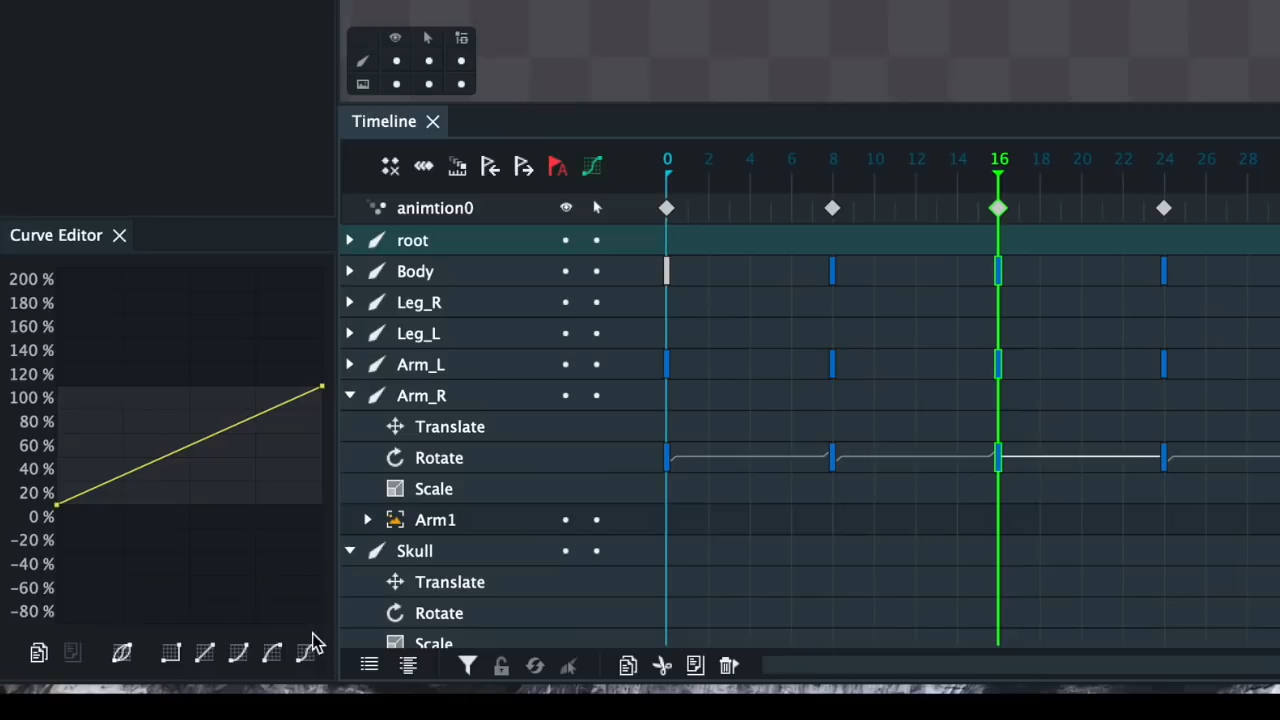 Timeline
0 2 4 6 8 10 12 14 16 18 20 22 24 26 28
A
animtion0
root
Body
Leg_R
Leg_L
Arm_L
Arm_R
Translate
Rotate
Scale
Arm1
Skull
Translate
Rotate
Scale
Curve Editor
200 %
180 %
160 %
140 %
120 %
100 %
80 %
60 %
40 %
20 %
0 %
-20 %
-40 %
-60 %
-80 %